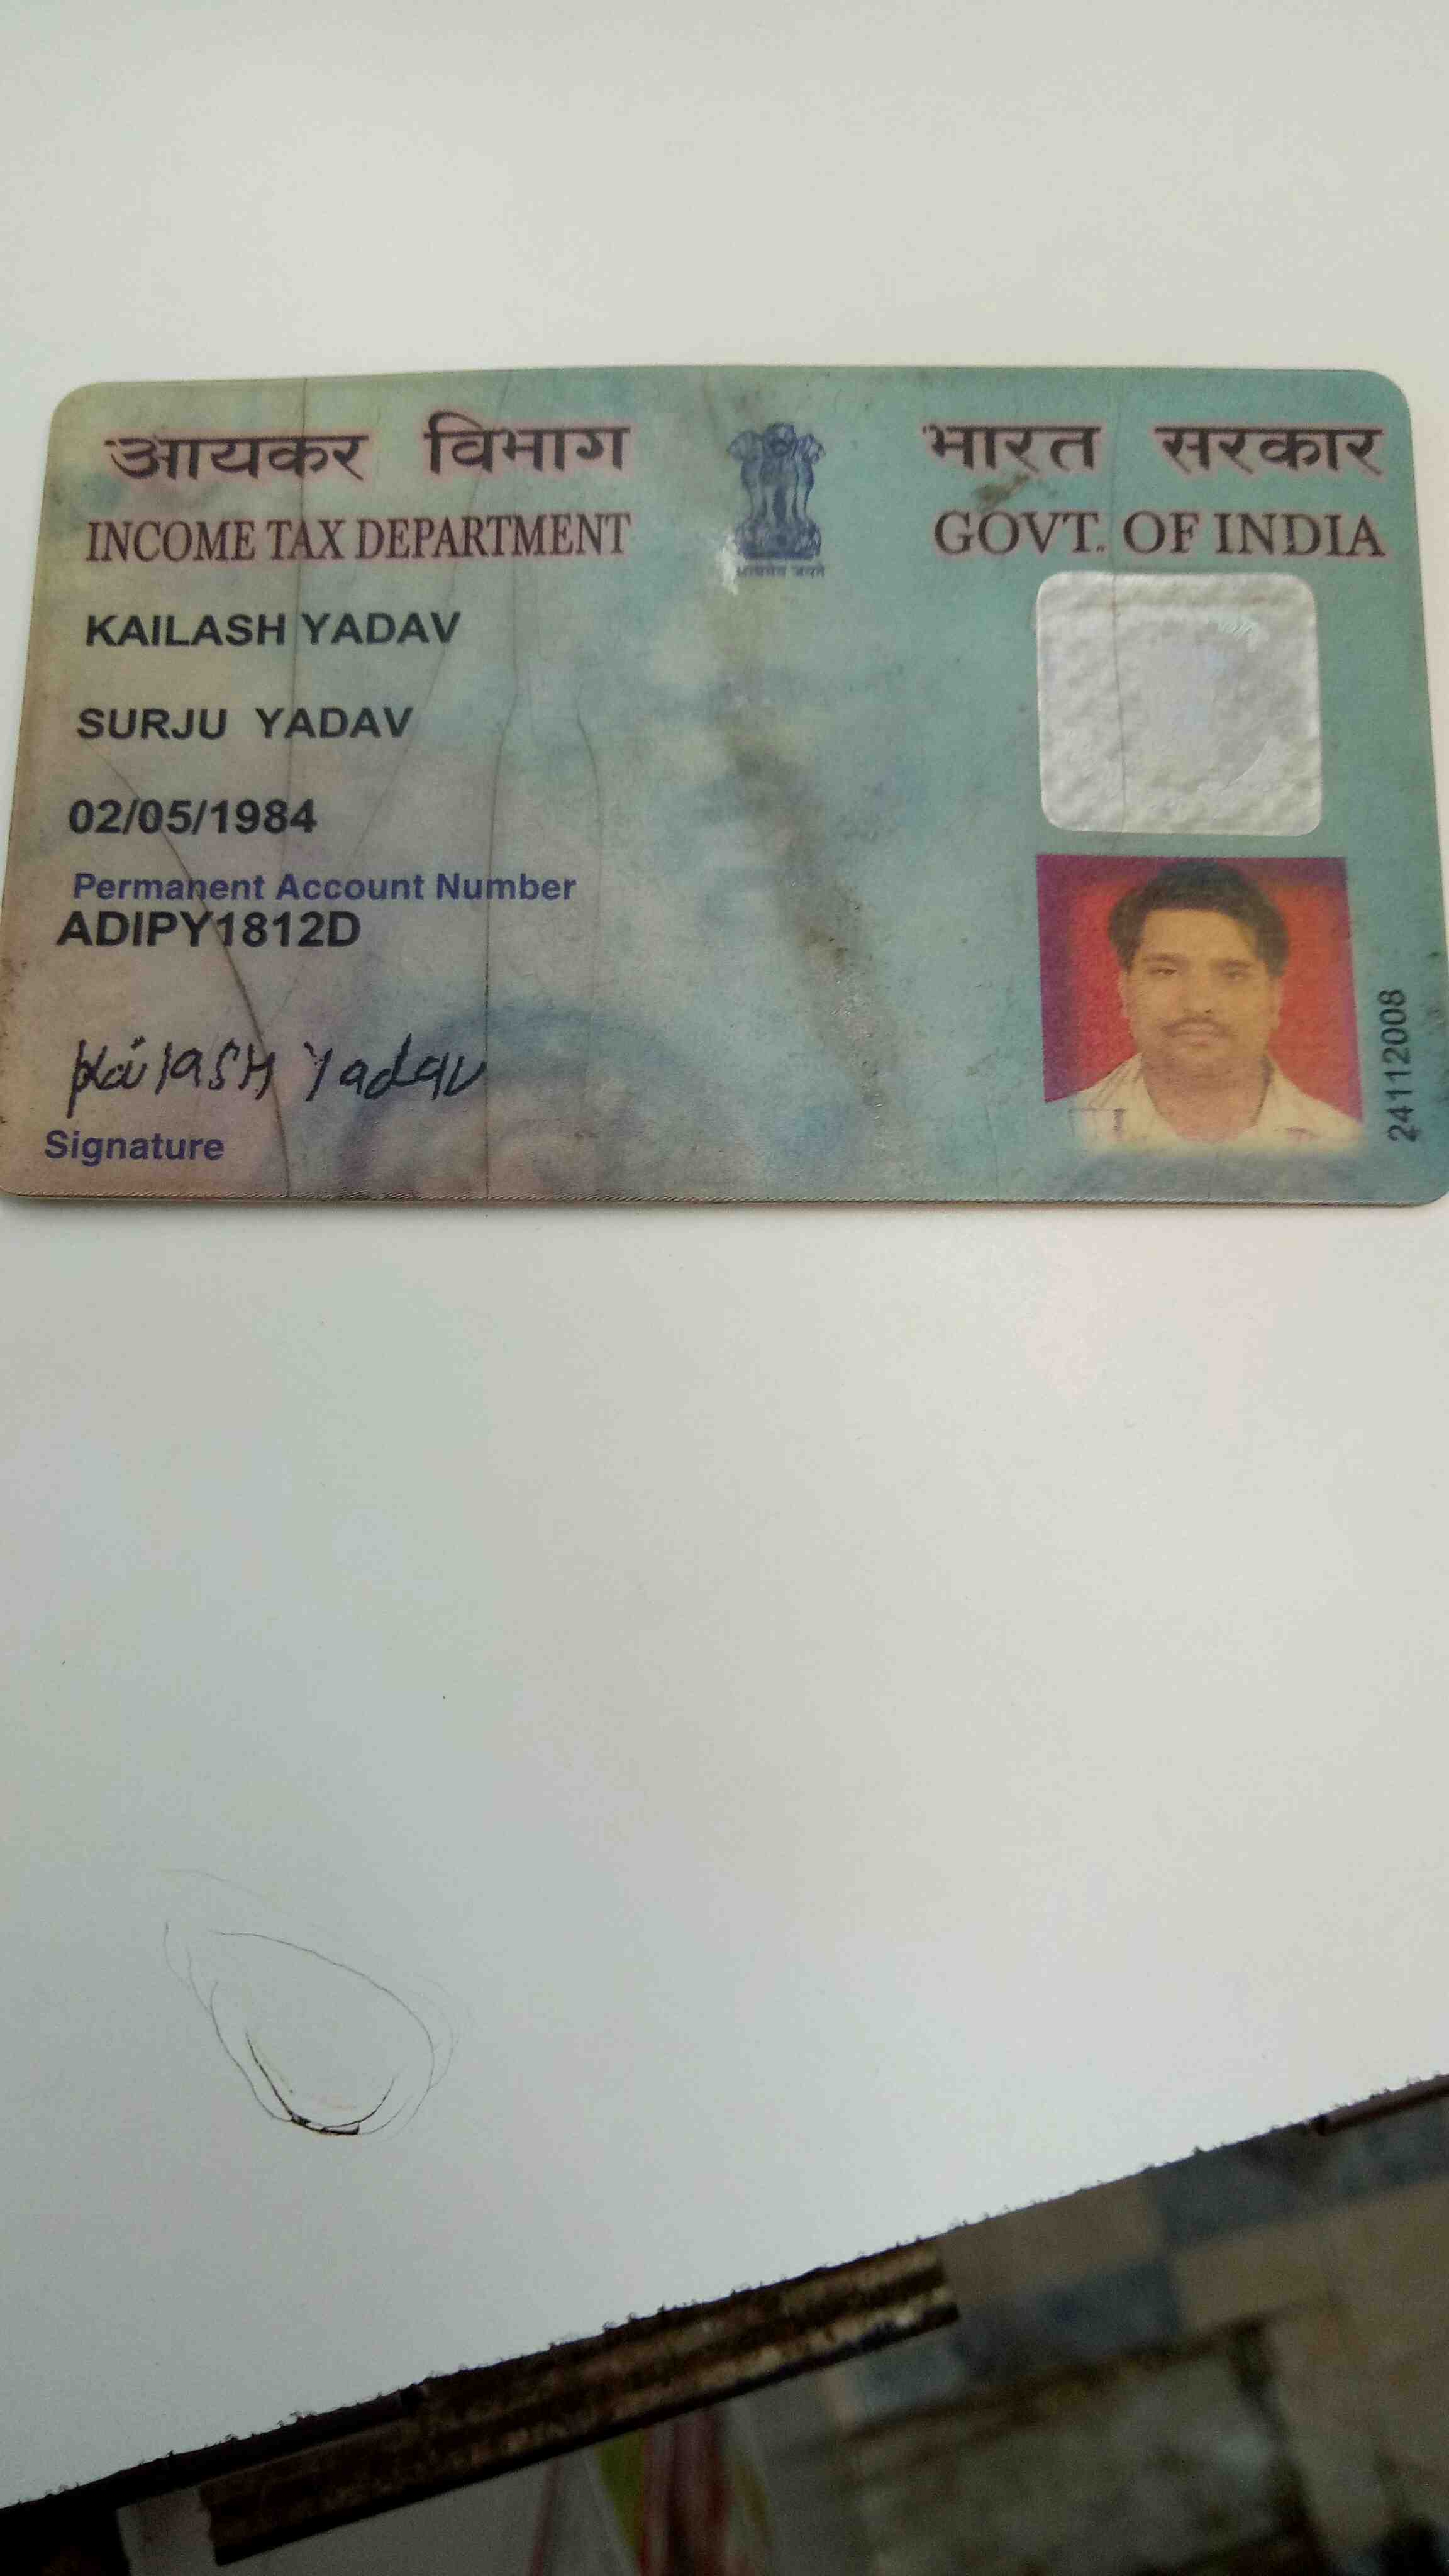 आयकर विभाग
INCOME TAX DEPARTMENT
भारत सरकार
GOVT. OF INDIA
सत्यमेव जयते
KAILASH YADAV
SURJU YADAV
02/05/1984
Permanent Account Number
ADIPY1812D
Kailash Yadav
Signature
24112008